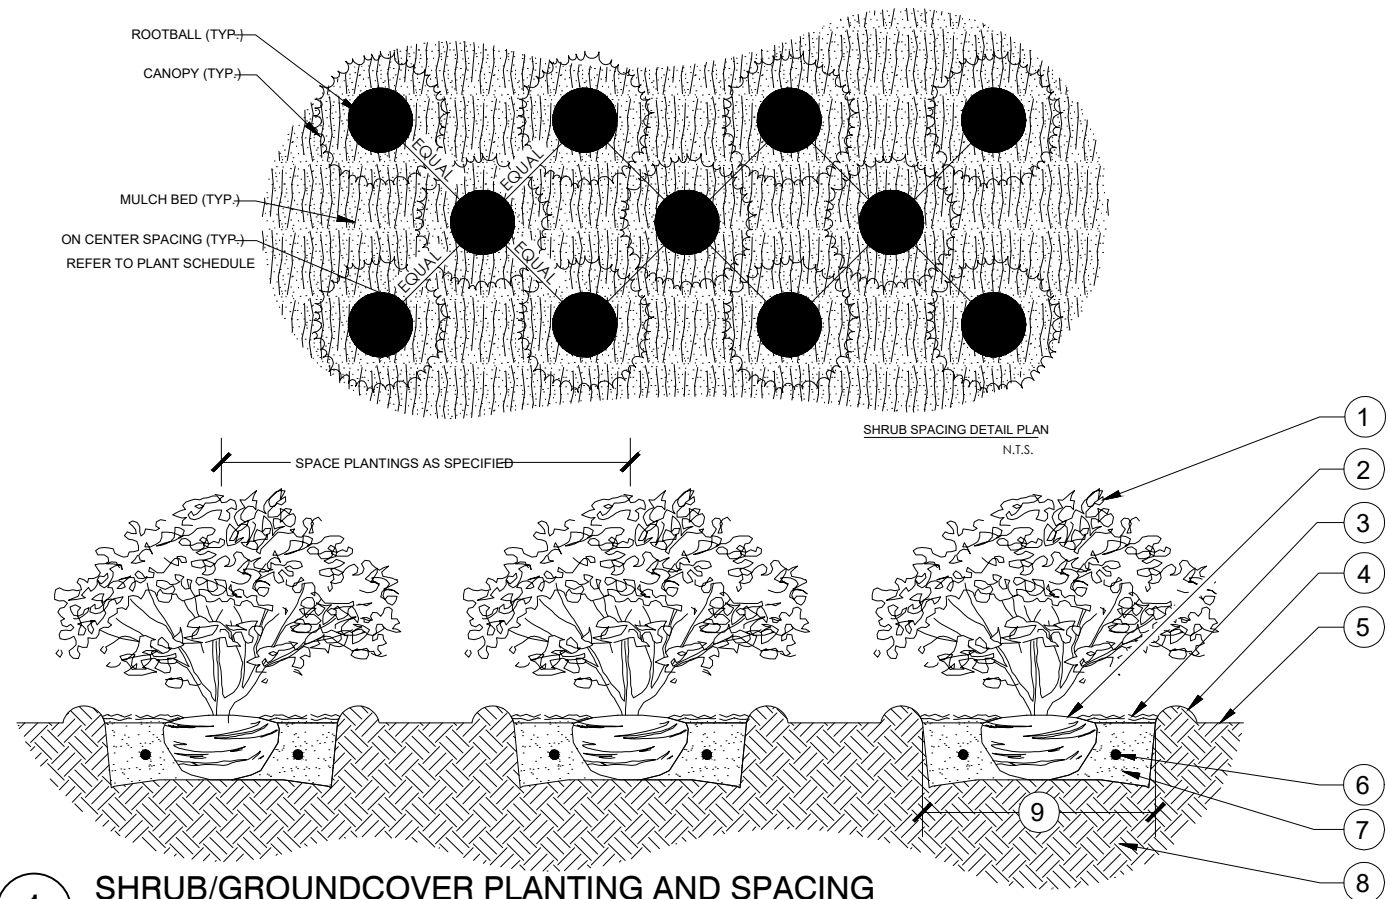 ROOTBALL (TYP.)
CANOPY (TYP.)
MULCH BED (TYP.
ON CENTER SPACING (TYP.)
REFER TO PLANT SCHEDULE
EQUAL
EQUAL
EQUAL
EQUAL
SHRUB SPACING DETAIL PLAN
N.T.S.
SPACE PLANTINGS AS SPECIFIED
1
2
3
4
5
6
7
8
9
SHRUB/GROUNDCOVER PLANTING AND SPACING